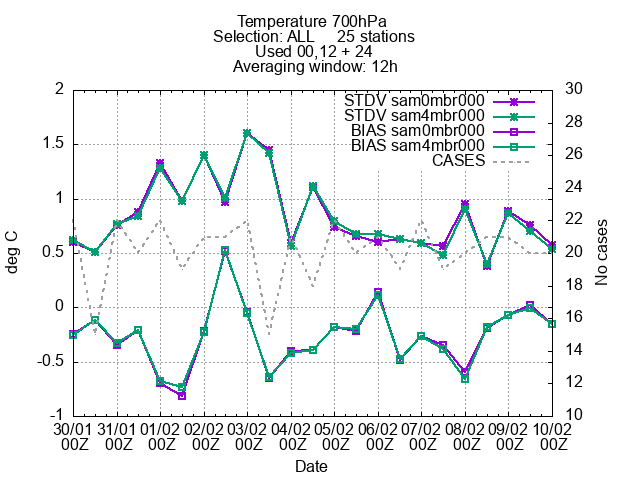 Temperature 700hPa
Selection: ALL 25 stations
Used 00,12 + 24
Averaging window: 12h
STDV sam0mbr000
STDV sam4mbr000
BIAS sam0mbr000
BIAS sam4mbr000
CASES
deg C
2
1.5
1
0.5
0
-0.5
-1
No cases
30
28
26
24
22
20
18
16
14
12
10
30/01 31/01 01/02 02/02 03/02 04/02 05/02 06/02 07/02 08/02 09/02 10/02
00Z 00Z 00Z 00Z 00Z 00Z 00Z 00Z 00Z 00Z 00Z 00Z
Date